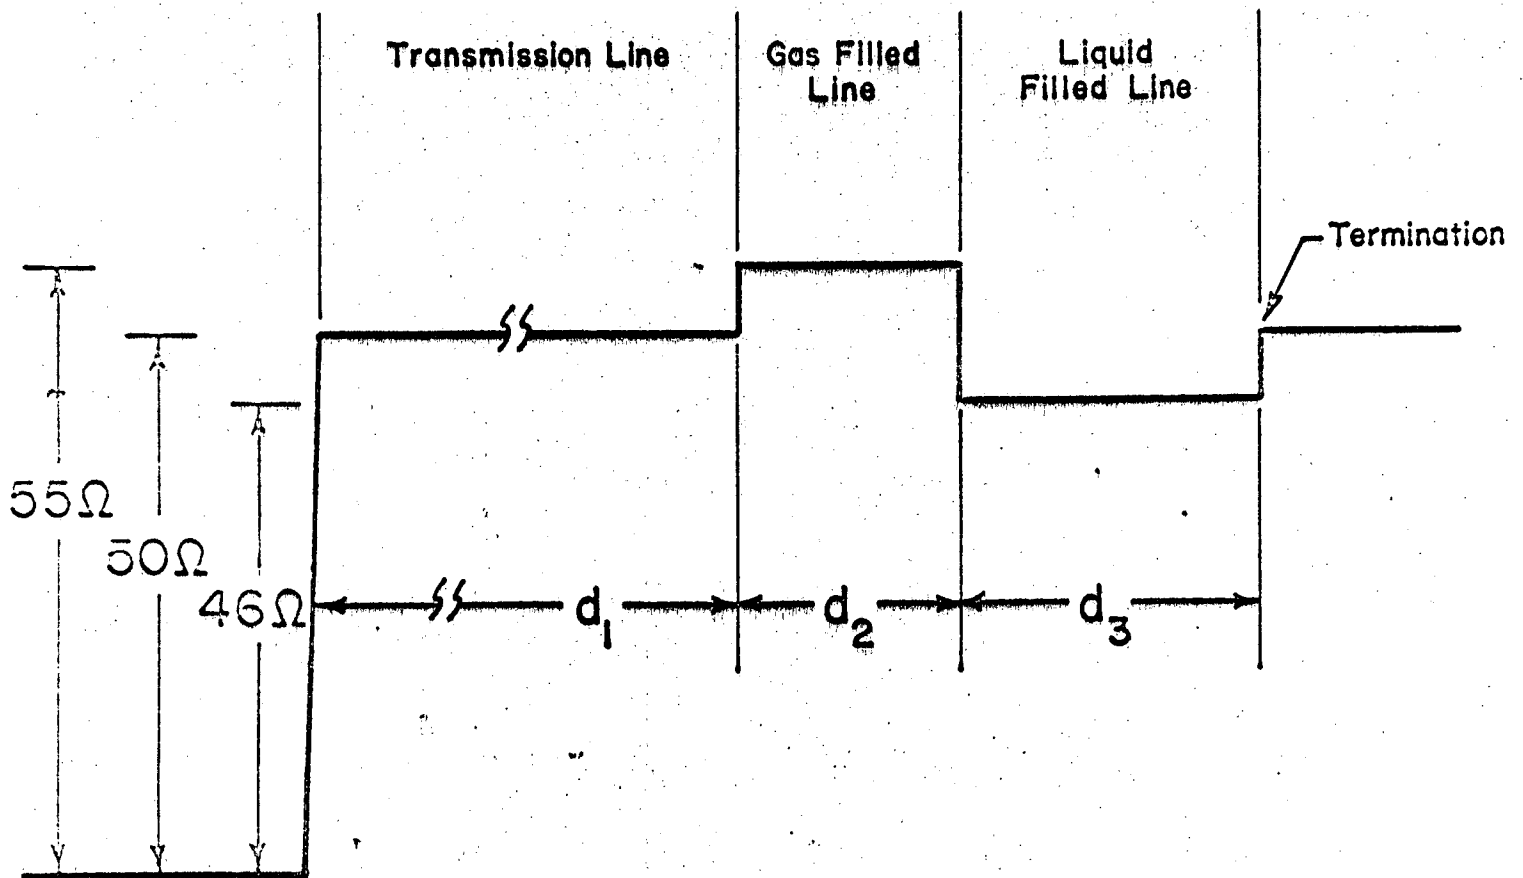 Transmission Line
Gas Filled
Line
Liquid
Filled Line
Termination
55Ω
50Ω
46Ω
d1
d2
d3